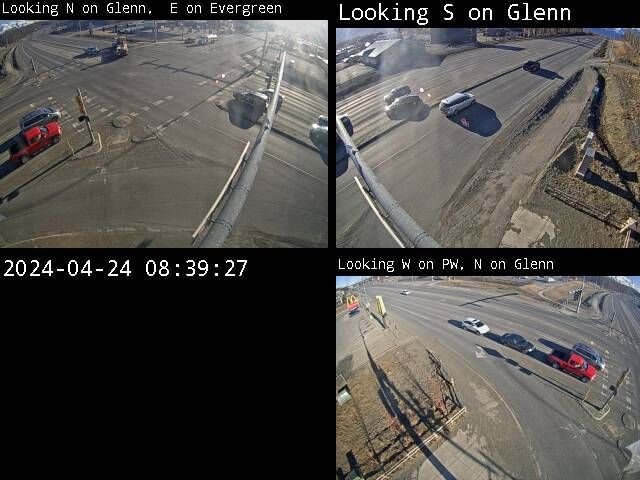 Looking N on Glenn,  E on Evergreen
Looking S on Glenn
2024-04-24 08:39:27
Looking W on PW, N on Glenn